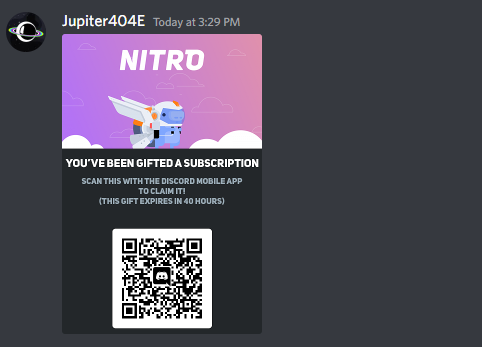 Jupiter404E Today at 3:29 PM
NITRO
YOU'VE BEEN GIFTED A SUBSCRIPTION
SCAN THIS WITH THE DISCORD MOBILE APP
TO CLAIM IT!
(THIS GIFT EXPIRES IN 40 HOURS)